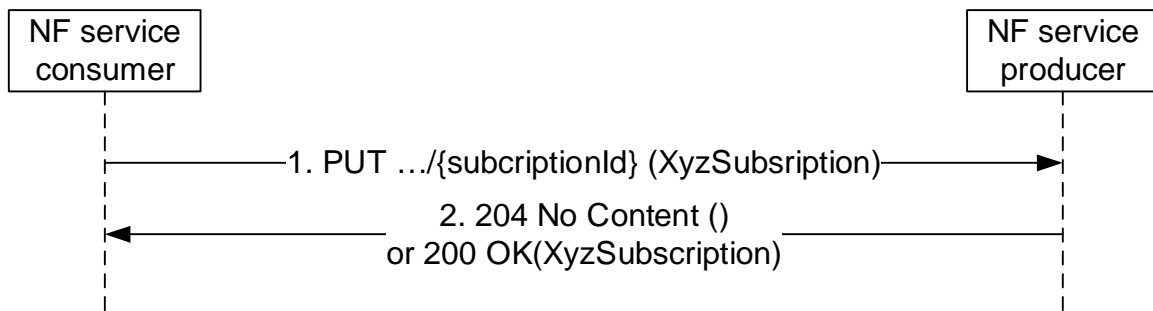 NF service
consumer
NF service
producer
1. PUT …/{subcriptionId} (XyzSubsription)
2. 204 No Content ()
or 200 OK(XyzSubscription)